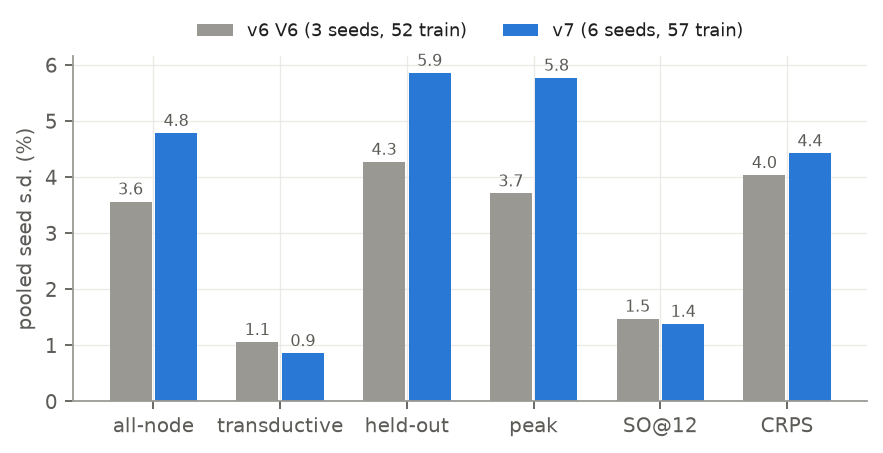 v6 V6 (3 seeds, 52 train)
v7 (6 seeds, 57 train)
pooled seed s.d. (%)
6
5
4
3
2
1
0
3.6
4.8
1.1
0.9
4.3
5.9
3.7
5.8
1.5
1.4
4.0
4.4
all-node
transductive
held-out
peak
SO@12
CRPS